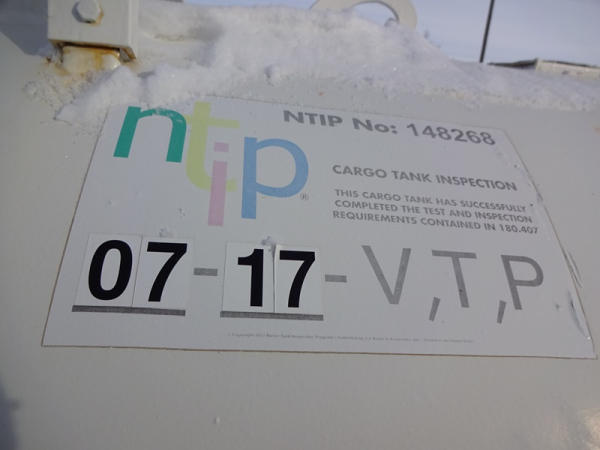 ntip®
NTIP No: 148268
CARGO TANK INSPECTION
THIS CARGO TANK HAS SUCCESSFULLY
COMPLETED THE TEST AND INSPECTION
REQUIREMENTS CONTAINED IN 180.407
07-17-V,T,P